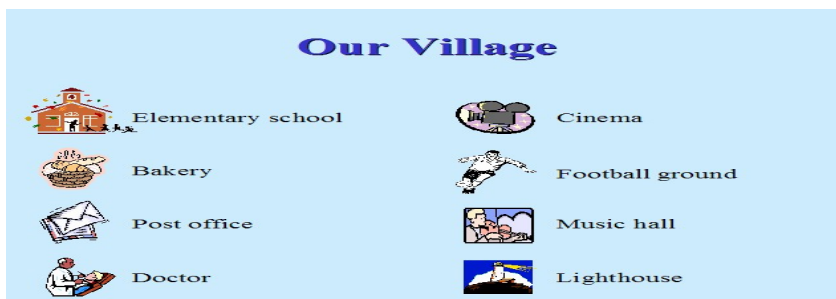 Our Village
Elementary school
Cinema
Bakery
Football ground
Post office
Music hall
Doctor
Lighthouse